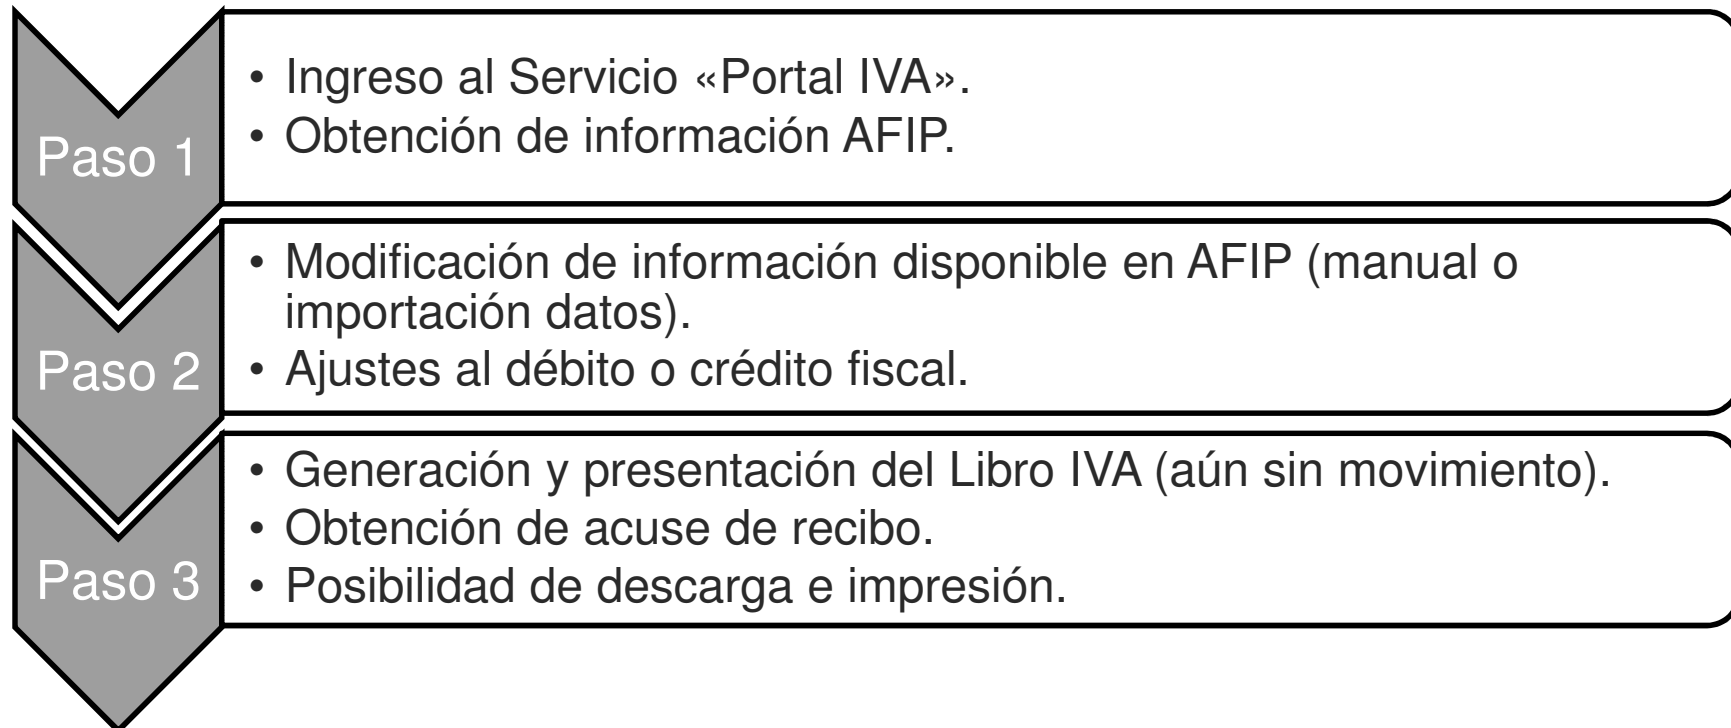 Paso 1
• Ingreso al Servicio «Portal IVA».
• Obtención de información AFIP.
Paso 2
• Modificación de información disponible en AFIP (manual o
importación datos).
• Ajustes al débito o crédito fiscal.
Paso 3
• Generación y presentación del Libro IVA (aún sin movimiento).
• Obtención de acuse de recibo.
• Posibilidad de descarga e impresión.